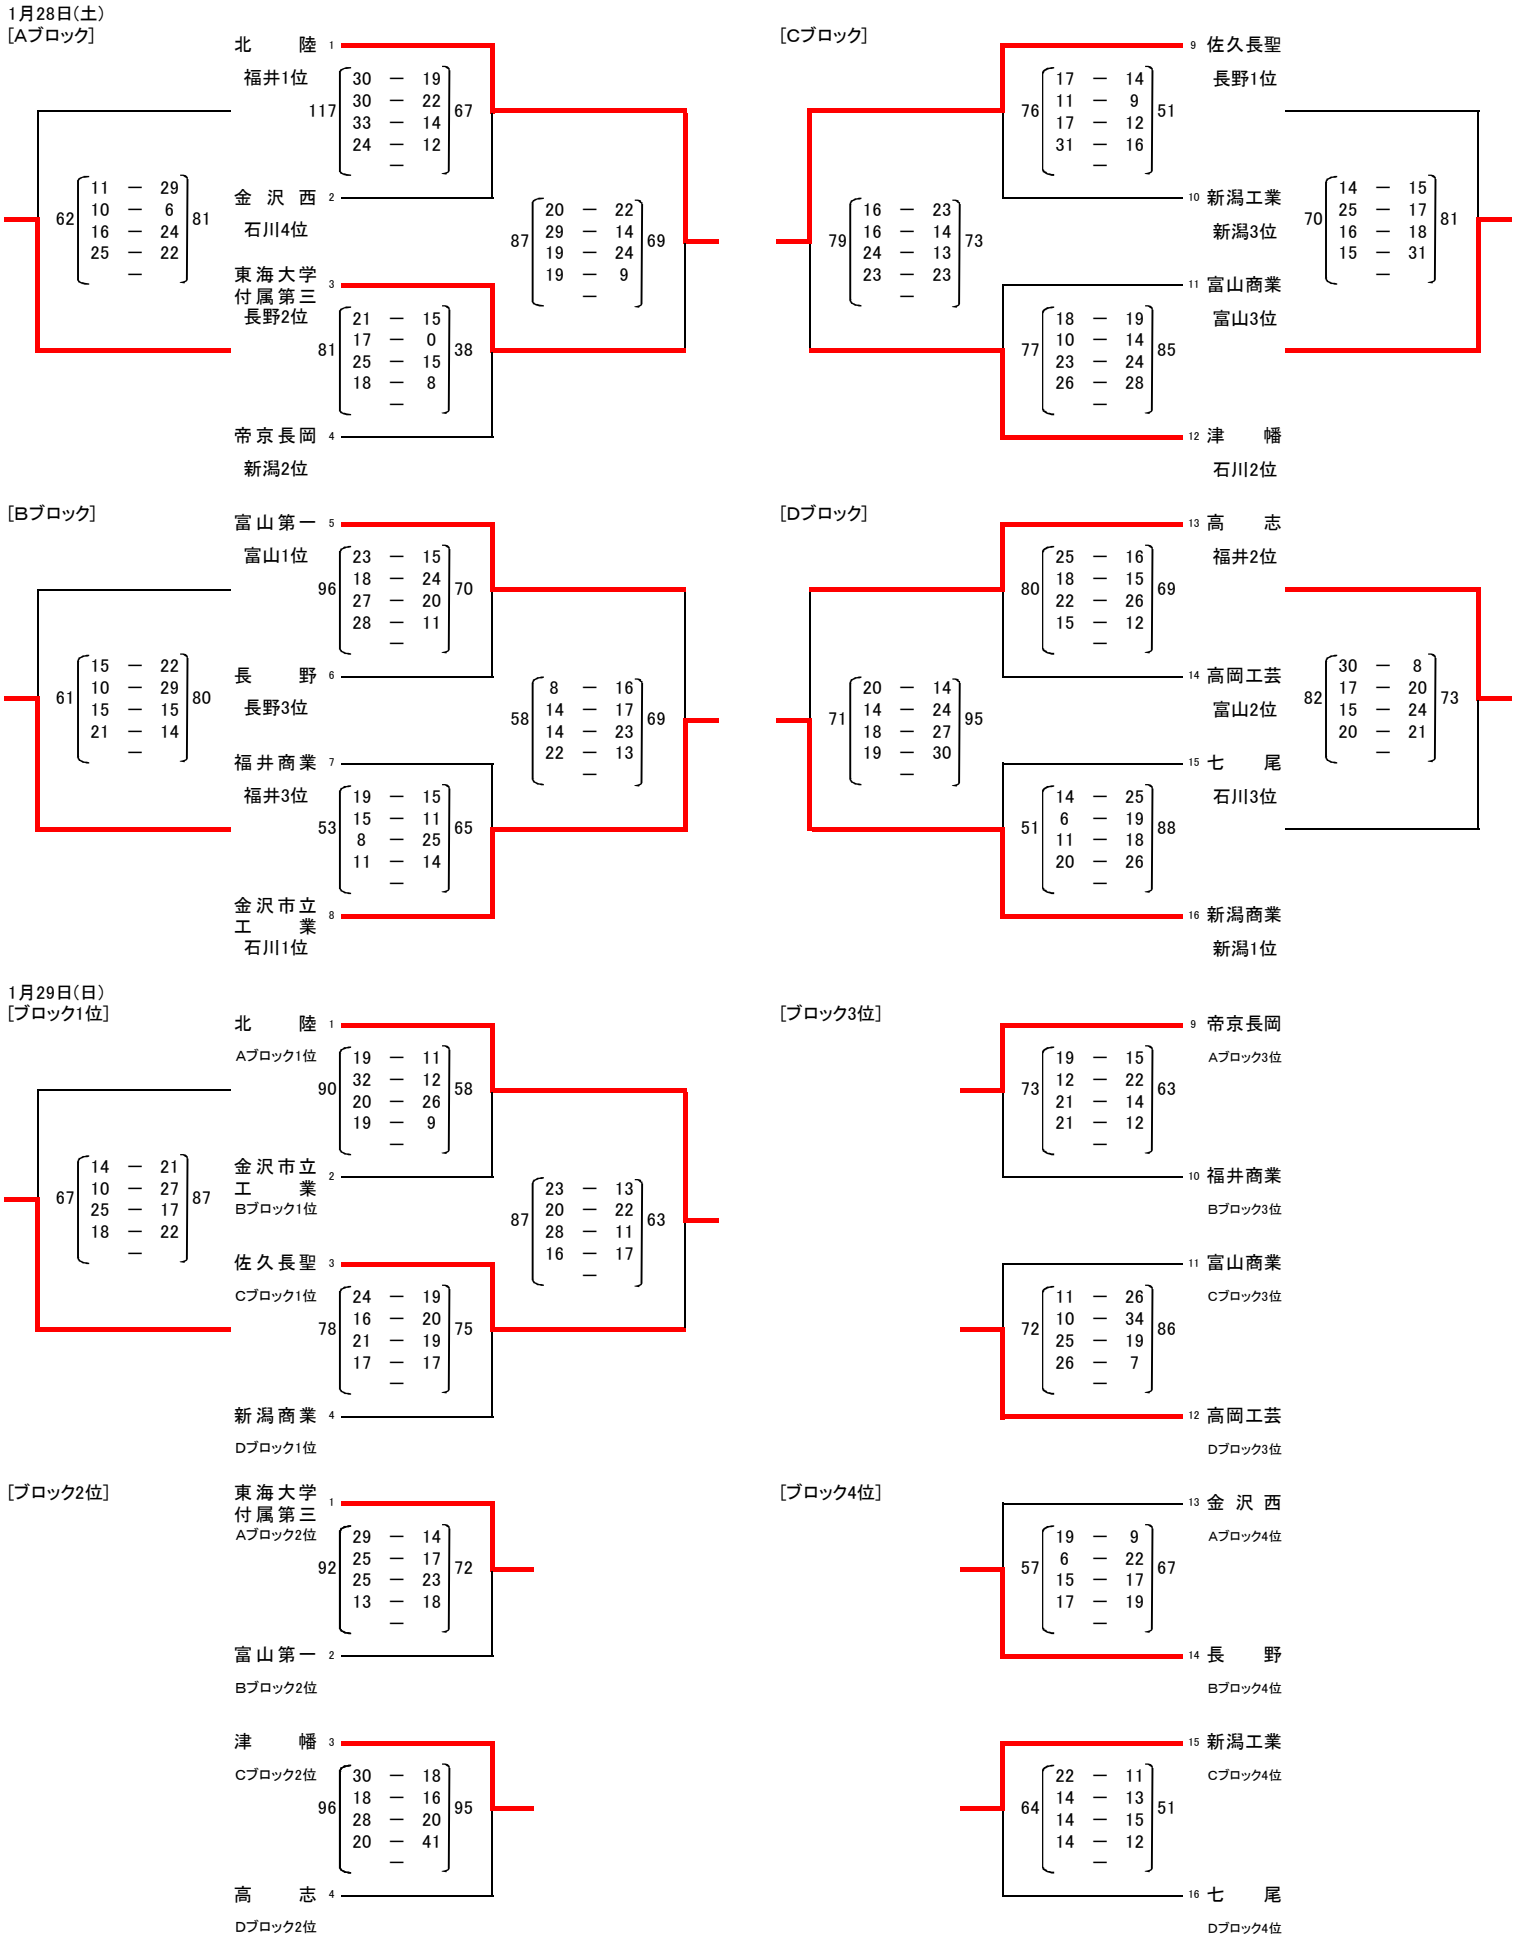 1月28日(土)
[Aブロック]
北　陸 1
福井1位
117 67
30 － 19
30 － 22
33 － 14
24 － 12
－
金沢西 2
石川4位
東海大学
付属第三 3
長野2位
81 38
21 － 15
17 － 0
25 － 15
18 － 8
－
帝京長岡 4
新潟2位
62 81
11 － 29
10 － 6
16 － 24
25 － 22
－
87 69
20 － 22
29 － 14
19 － 24
19 － 9
－
[Cブロック]
9 佐久長聖
長野1位
76 51
17 － 14
11 － 9
17 － 12
31 － 16
－
10 新潟工業
新潟3位
11 富山商業
富山3位
77 85
18 － 19
10 － 14
23 － 24
26 － 28
－
12 津　幡
石川2位
79 73
16 － 23
16 － 14
24 － 13
23 － 23
－
70 81
14 － 15
25 － 17
16 － 18
15 － 31
－
[Bブロック]
富山第一 5
富山1位
96 70
23 － 15
18 － 24
27 － 20
28 － 11
－
長　野 6
長野3位
福井商業 7
福井3位
53 65
19 － 15
15 － 11
8 － 25
11 － 14
－
金沢市立
工　業 8
石川1位
61 80
15 － 22
10 － 29
15 － 15
21 － 14
－
58 69
8 － 16
14 － 17
14 － 23
22 － 13
－
[Dブロック]
13 高　志
福井2位
80 69
25 － 16
18 － 15
22 － 26
15 － 12
－
14 高岡工芸
富山2位
15 七　尾
石川3位
51 88
14 － 25
6 － 19
11 － 18
20 － 26
－
16 新潟商業
新潟1位
71 95
20 － 14
14 － 24
18 － 27
19 － 30
－
82 73
30 － 8
17 － 20
15 － 24
20 － 21
－
1月29日(日)
[ブロック1位]
北　陸 1
Aブロック1位
90 58
19 － 11
32 － 12
20 － 26
19 － 9
－
金沢市立
工　業 2
Bブロック1位
佐久長聖 3
Cブロック1位
78 75
24 － 19
16 － 20
21 － 19
17 － 17
－
新潟商業 4
Dブロック1位
67 87
14 － 21
10 － 27
25 － 17
18 － 22
－
87 63
23 － 13
20 － 22
28 － 11
16 － 17
－
[ブロック3位]
9 帝京長岡
Aブロック3位
73 63
19 － 15
12 － 22
21 － 14
21 － 12
－
10 福井商業
Bブロック3位
11 富山商業
Cブロック3位
72 86
11 － 26
10 － 34
25 － 19
26 － 7
－
12 高岡工芸
Dブロック3位
[ブロック2位]
東海大学
付属第三 1
Aブロック2位
92 72
29 － 14
25 － 17
25 － 23
13 － 18
－
富山第一 2
Bブロック2位
津　幡 3
Cブロック2位
96 95
30 － 18
18 － 16
28 － 20
20 － 41
－
高　志 4
Dブロック2位
[ブロック4位]
13 金沢西
Aブロック4位
57 67
19 － 9
6 － 22
15 － 17
17 － 19
－
14 長　野
Bブロック4位
15 新潟工業
Cブロック4位
64 51
22 － 11
14 － 13
14 － 15
14 － 12
－
16 七　尾
Dブロック4位